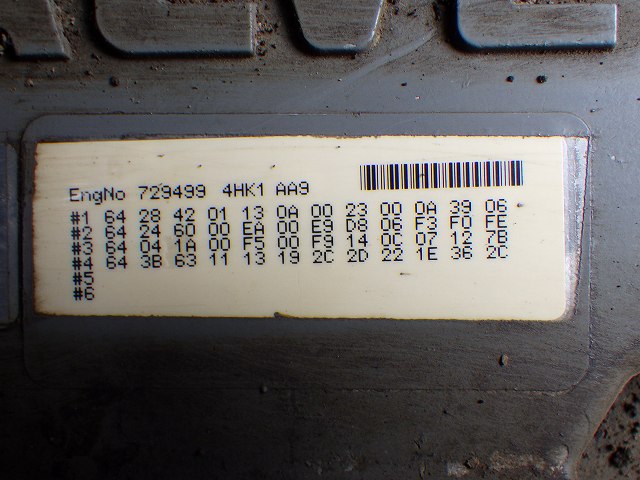 EngNo 729499 4HK1 AA9
#1 64 28 42 01 13 0A 00 23 00 0A 39 06
#2 64 24 60 00 EA 00 E9 D8 06 F3 F0 FE
#3 64 04 1A 00 F5 00 F9 14 0C 07 12 7B
#4 64 3B 63 11 13 19 2C 2D 22 1E 36 2C
#5
#6